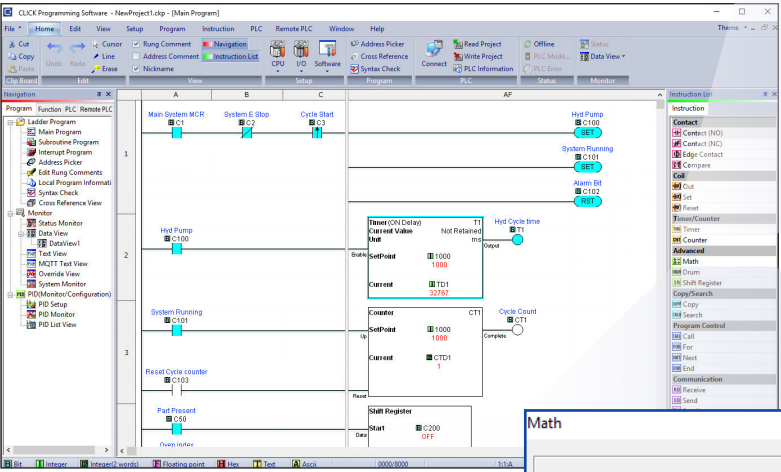 CLICK Programming Software - NewProject1.ckp - [Main Program]
File Home Edit View Setup Program Instruction PLC Remote PLC Window Help Theme
Cut Copy Paste Undo Redo Cursor Line Erase
Rung Comment Address Comment Nickname Navigation Instruction List
CPU I/O Software
Address Picker Cross Reference Syntax Check
Connect Read Project Write Project PLC Information
Offline PLC Mode... PLC Error Status Data View
Clip Board Edit View Setup Program PLC Status Monitor
Navigation
Program Function PLC Remote PLC
Ladder Program
Main Program
Subroutine Program
Interrupt Program
Address Picker
Edit Rung Comments
Local Program Informati
Syntax Check
Cross Reference View
Monitor
Status Monitor
Data View
DataView1
Text View
MQTT Text View
Override View
System Monitor
PID PID(Monitor/Configuration)
PID Setup
PID Monitor
PID List View
A B C AF
1
Main System MCR System E Stop Cycle Start Hyd Pump
C1 C2 C3 C100
SET
System Running
C101
SET
Alarm Bit
C102
RST
2
Hyd Pump
C100
Timer (ON Delay) T1
Current Value Not Retained
Unit ms
Enable SetPoint 1000
1000
Current TD1
32767
Hyd Cycle time
T1
Output
3
System Running
C101
Counter CT1
Up SetPoint 1000
1000
Current CTD1
1
Cycle Count
CT1
Complete
Reset Cycle counter
C103
Reset
Part Present
C50
Shift Register
Data Start C200
OFF
Oven index
Instruction List
Instruction
Contact
Contact (NO)
Contact (NC)
Edge Contact
Compare
Coil
Out
Set
Reset
Timer/Counter
Timer
Counter
Advanced
Math
Drum
Shift Register
Copy/Search
Copy
Search
Program Control
Call
For
Next
End
Communication
Receive
Send
Math
B Bit I Integer Integer(2 words) F Floating point H Hex T Text A Ascii 0000/8000 1:1:A